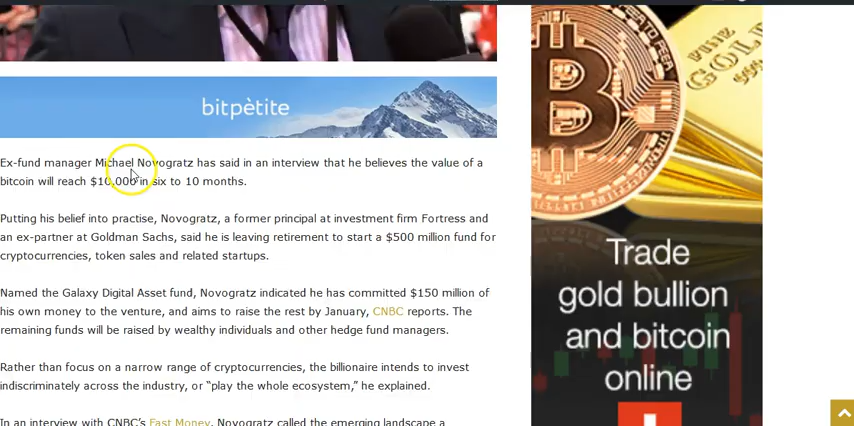 bitpètite
Ex-fund manager Michael Novogratz has said in an interview that he believes the value of a
bitcoin will reach $10,000 in six to 10 months.
Putting his belief into practise, Novogratz, a former principal at investment firm Fortress and
an ex-partner at Goldman Sachs, said he is leaving retirement to start a $500 million fund for
cryptocurrencies, token sales and related startups.
Named the Galaxy Digital Asset fund, Novogratz indicated he has committed $150 million of
his own money to the venture, and aims to raise the rest by January, CNBC reports. The
remaining funds will be raised by wealthy individuals and other hedge fund managers.
Rather than focus on a narrow range of cryptocurrencies, the billionaire intends to invest
indiscriminately across the industry, or “play the whole ecosystem,” he explained.
In an interview with CNBC’s Fast Money, Novogratz called the emerging landscape a
FINE
GOLD
999
Trade
gold bullion
and bitcoin
online